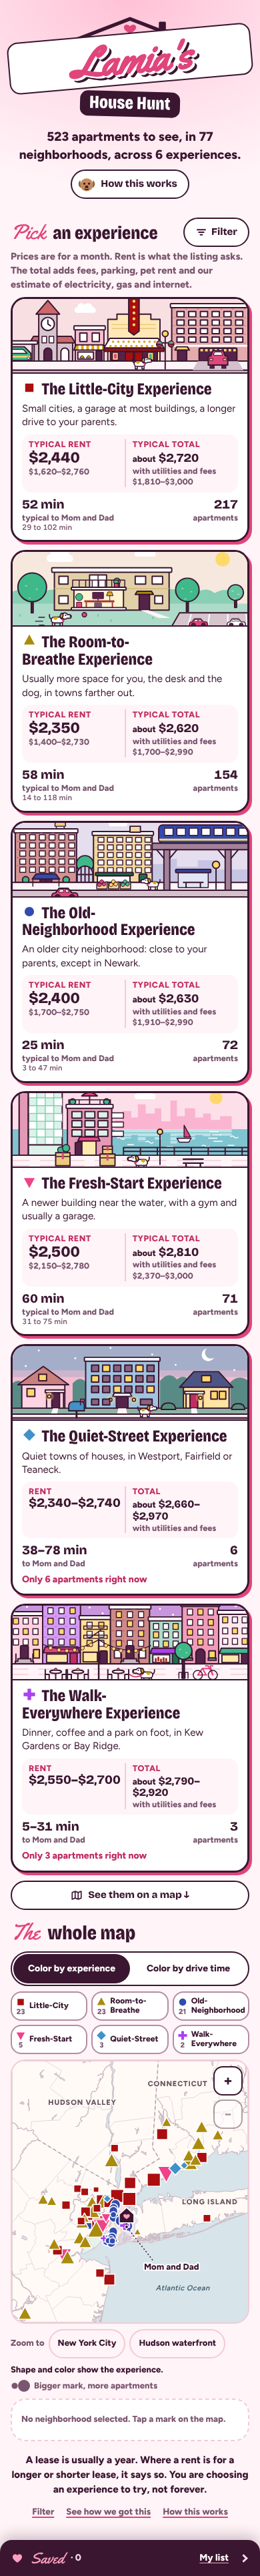 Lamia's
House Hunt
523 apartments to see, in 77
neighborhoods, across 6 experiences.
How this works
Pick an experience
Filter
Prices are for a month. Rent is what the listing asks.
The total adds fees, parking, pet rent and our
estimate of electricity, gas and internet.
The Little-City Experience
Small cities, a garage at most buildings, a longer
drive to your parents.
TYPICAL RENT
$2,440
$1,620–$2,760
TYPICAL TOTAL
about $2,720
with utilities and fees
$1,810–$3,000
52 min
typical to Mom and Dad
29 to 102 min
217
apartments
The Room-to-
Breathe Experience
Usually more space for you, the desk and the
dog, in towns farther out.
TYPICAL RENT
$2,350
$1,400–$2,730
TYPICAL TOTAL
about $2,620
with utilities and fees
$1,700–$2,990
58 min
typical to Mom and Dad
14 to 118 min
154
apartments
The Old-
Neighborhood Experience
An older city neighborhood: close to your
parents, except in Newark.
TYPICAL RENT
$2,400
$1,700–$2,750
TYPICAL TOTAL
about $2,630
with utilities and fees
$1,910–$2,990
25 min
typical to Mom and Dad
3 to 47 min
72
apartments
The Fresh-Start Experience
A newer building near the water, with a gym and
usually a garage.
TYPICAL RENT
$2,500
$2,150–$2,780
TYPICAL TOTAL
about $2,810
with utilities and fees
$2,370–$3,000
60 min
typical to Mom and Dad
31 to 75 min
71
apartments
The Quiet-Street Experience
Quiet towns of houses, in Westport, Fairfield or
Teaneck.
RENT
$2,340–$2,740
TOTAL
about $2,660–
$2,970
with utilities and fees
38–78 min
to Mom and Dad
6
apartments
Only 6 apartments right now
The Walk-
Everywhere Experience
Dinner, coffee and a park on foot, in Kew
Gardens or Bay Ridge.
RENT
$2,550–$2,700
TOTAL
about $2,790–
$2,920
with utilities and fees
5–31 min
to Mom and Dad
3
apartments
Only 3 apartments right now
See them on a map ↓
The whole map
Color by experience
Color by drive time
23 Little-City
23 Room-to-
Breathe
21 Old-
Neighborhood
5 Fresh-Start
3 Quiet-Street
2 Walk-
Everywhere
CONNECTICUT
HUDSON VALLEY
LONG ISLAND
Mom and Dad
Atlantic Ocean
+
−
Zoom to
New York City
Hudson waterfront
Shape and color show the experience.
Bigger mark, more apartments
No neighborhood selected. Tap a mark on the map.
A lease is usually a year. Where a rent is for a
longer or shorter lease, it says so. You are choosing
an experience to try, not forever.
Filter
See how we got this
How this works
Saved · 0
My list